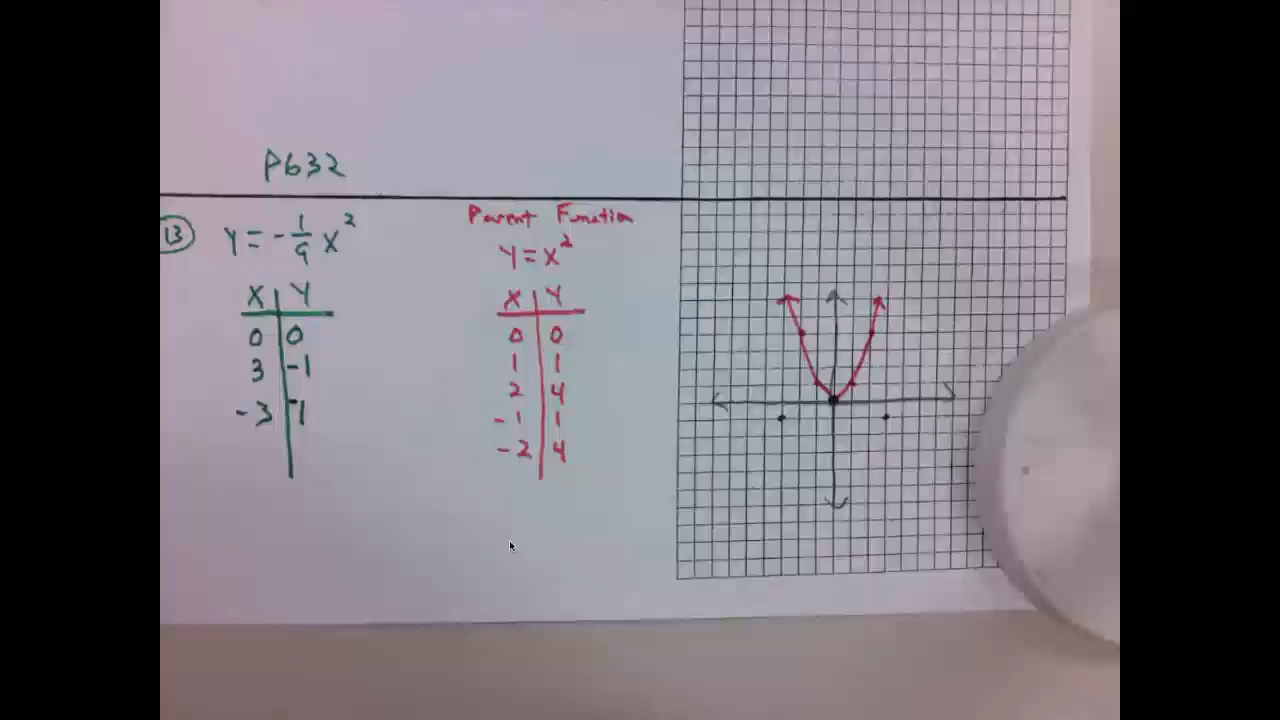 P632
13 Y = -1/9 X²
X | Y
0 | 0
3 | -1
-3 | -1
Parent Function
Y = X²
X | Y
0 | 0
1 | 1
2 | 4
-1 | 1
-2 | 4